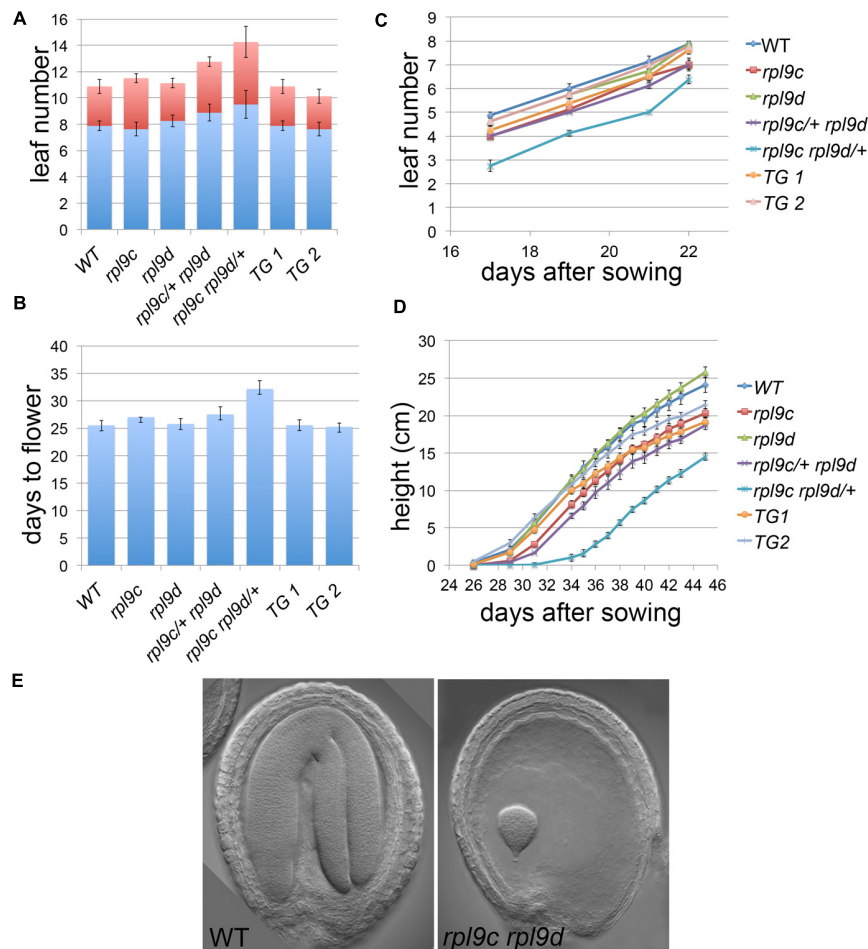 A
leaf number
16
14
12
10
8
6
4
2
0
WT
rpl9c
rpl9d
rpl9c/+ rpl9d
rpl9c rpl9d/+
TG 1
TG 2
C
leaf number
9
8
7
6
5
4
3
2
1
0
16
18
20
22
days after sowing
WT
rpl9c
rpl9d
rpl9c/+ rpl9d
rpl9c rpl9d/+
TG 1
TG 2
B
days to flower
40
35
30
25
20
15
10
5
0
WT
rpl9c
rpl9d
rpl9c/+ rpl9d
rpl9c rpl9d/+
TG 1
TG 2
D
height (cm)
30
25
20
15
10
5
0
24 26 28 30 32 34 36 38 40 42 44 46
days after sowing
WT
rpl9c
rpl9d
rpl9c/+ rpl9d
rpl9c rpl9d/+
TG1
TG2
E
WT
rpl9c rpl9d